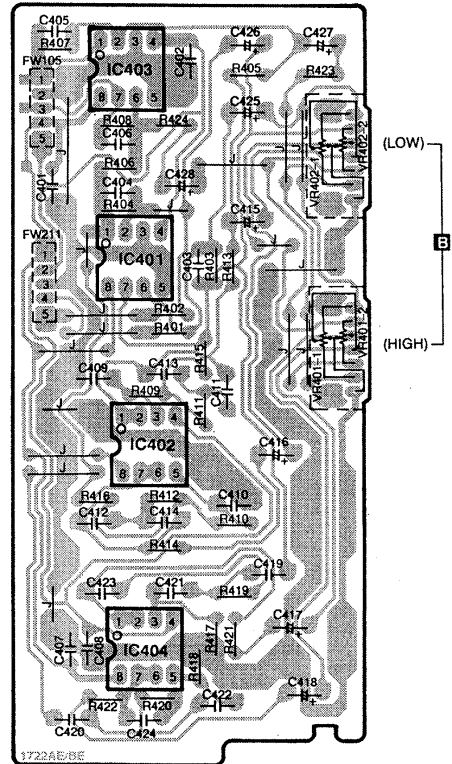 C405
R407
FW105
1
2
3
4
5
1 2 3 4
IC403
8 7 6 5
C402
C426
C427
R405
R423
C425
R408
R424
C406
R406
J
J
C401
C404
C428
R404
J
VR402-1
VR402-2
(LOW)
C415
J
B
FW211
1
2
3
4
5
J
1 2 3 4
IC401
8 7 6 5
C403
R403
R413
J
J
R402
J
R401
J
VR401-1
VR401-2
(HIGH)
C409
C413
R415
R409
R411
C411
J
1 2 3 4
IC402
8 7 6 5
J
J
C416
R416
R412
C410
C412
C414
R410
R414
C419
C423
C421
R419
J
1 2 3 4
IC404
8 7 6 5
C407
C408
R417
R421
C417
R418
C418
R422
R420
C422
C420
C424
1722AE/BE